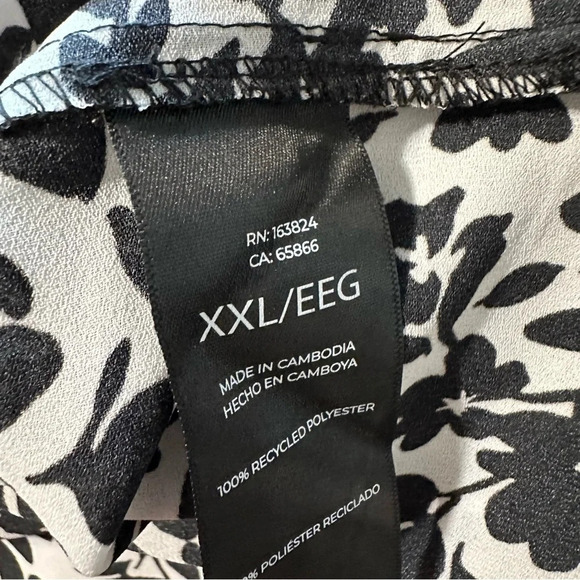 RN: 163824
CA: 65866
XXL/EEG
MADE IN CAMBODIA
HECHO EN CAMBOYA
100% RECYCLED POLYESTER
% POLIÉSTER RECICLADO